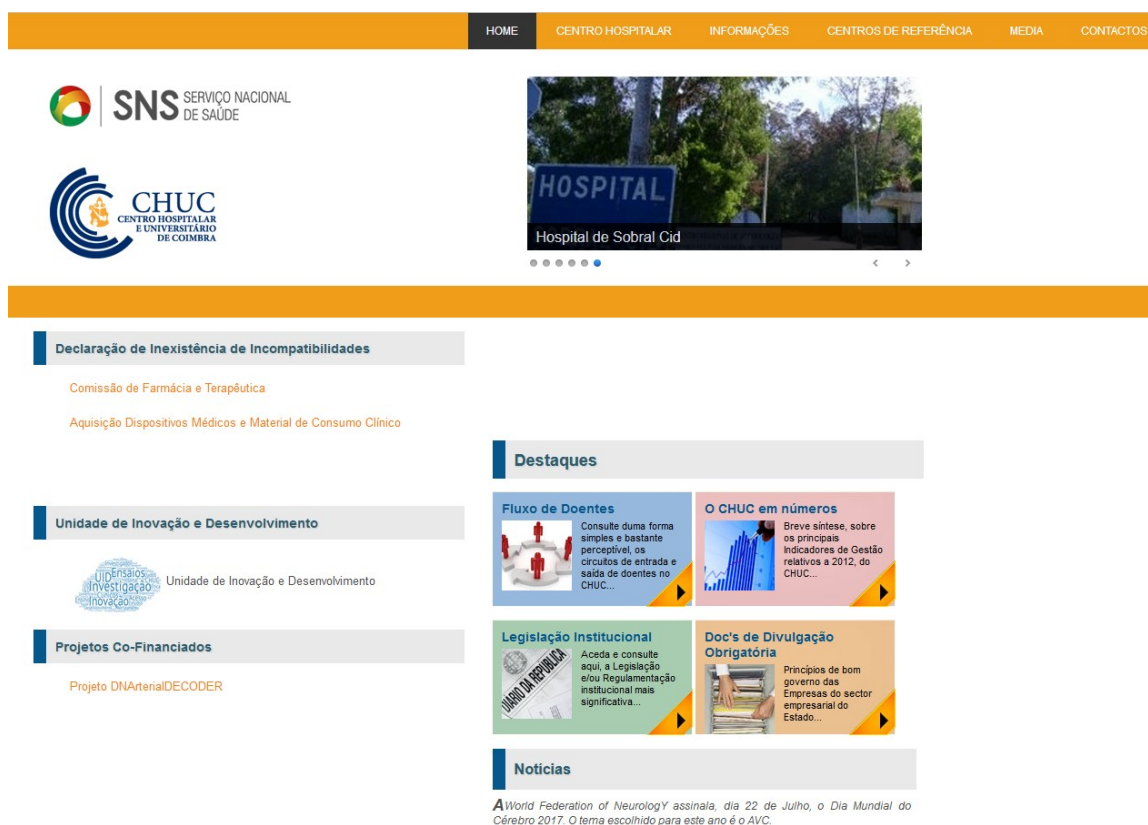 HOME CENTRO HOSPITALAR INFORMAÇÕES CENTROS DE REFERÊNCIA MEDIA CONTACTOS
SNS SERVIÇO NACIONAL
DE SAÚDE
CHUC
CENTRO HOSPITALAR
E UNIVERSITÁRIO
DE COIMBRA
HOSPITAL
Hospital de Sobral Cid
Declaração de Inexistência de Incompatibilidades
Comissão de Farmácia e Terapêutica
Aquisição Dispositivos Médicos e Material de Consumo Clínico
Unidade de Inovação e Desenvolvimento
UID Ensaios
Investigação
Inovação
Unidade de Inovação e Desenvolvimento
Projetos Co-Financiados
Projeto DNArterialDECODER
Destaques
Fluxo de Doentes
Consulte duma forma
simples e bastante
perceptível, os
circuitos de entrada e
saída de doentes no
CHUC...
O CHUC em números
Breve síntese, sobre
os principais
Indicadores de Gestão
relativos a 2012, do
CHUC...
Legislação Institucional
DIÁRIO DA REPUBLICA
Aceda e consulte
aqui, a Legislação
e/ou Regulamentação
institucional mais
significativa...
Doc's de Divulgação
Obrigatória
Princípios de bom
governo das
Empresas do sector
empresarial do
Estado...
Notícias
AWorld Federation of NeurologY assinala, dia 22 de Julho, o Dia Mundial do
Cérebro 2017. O tema escolhido para este ano é o AVC.